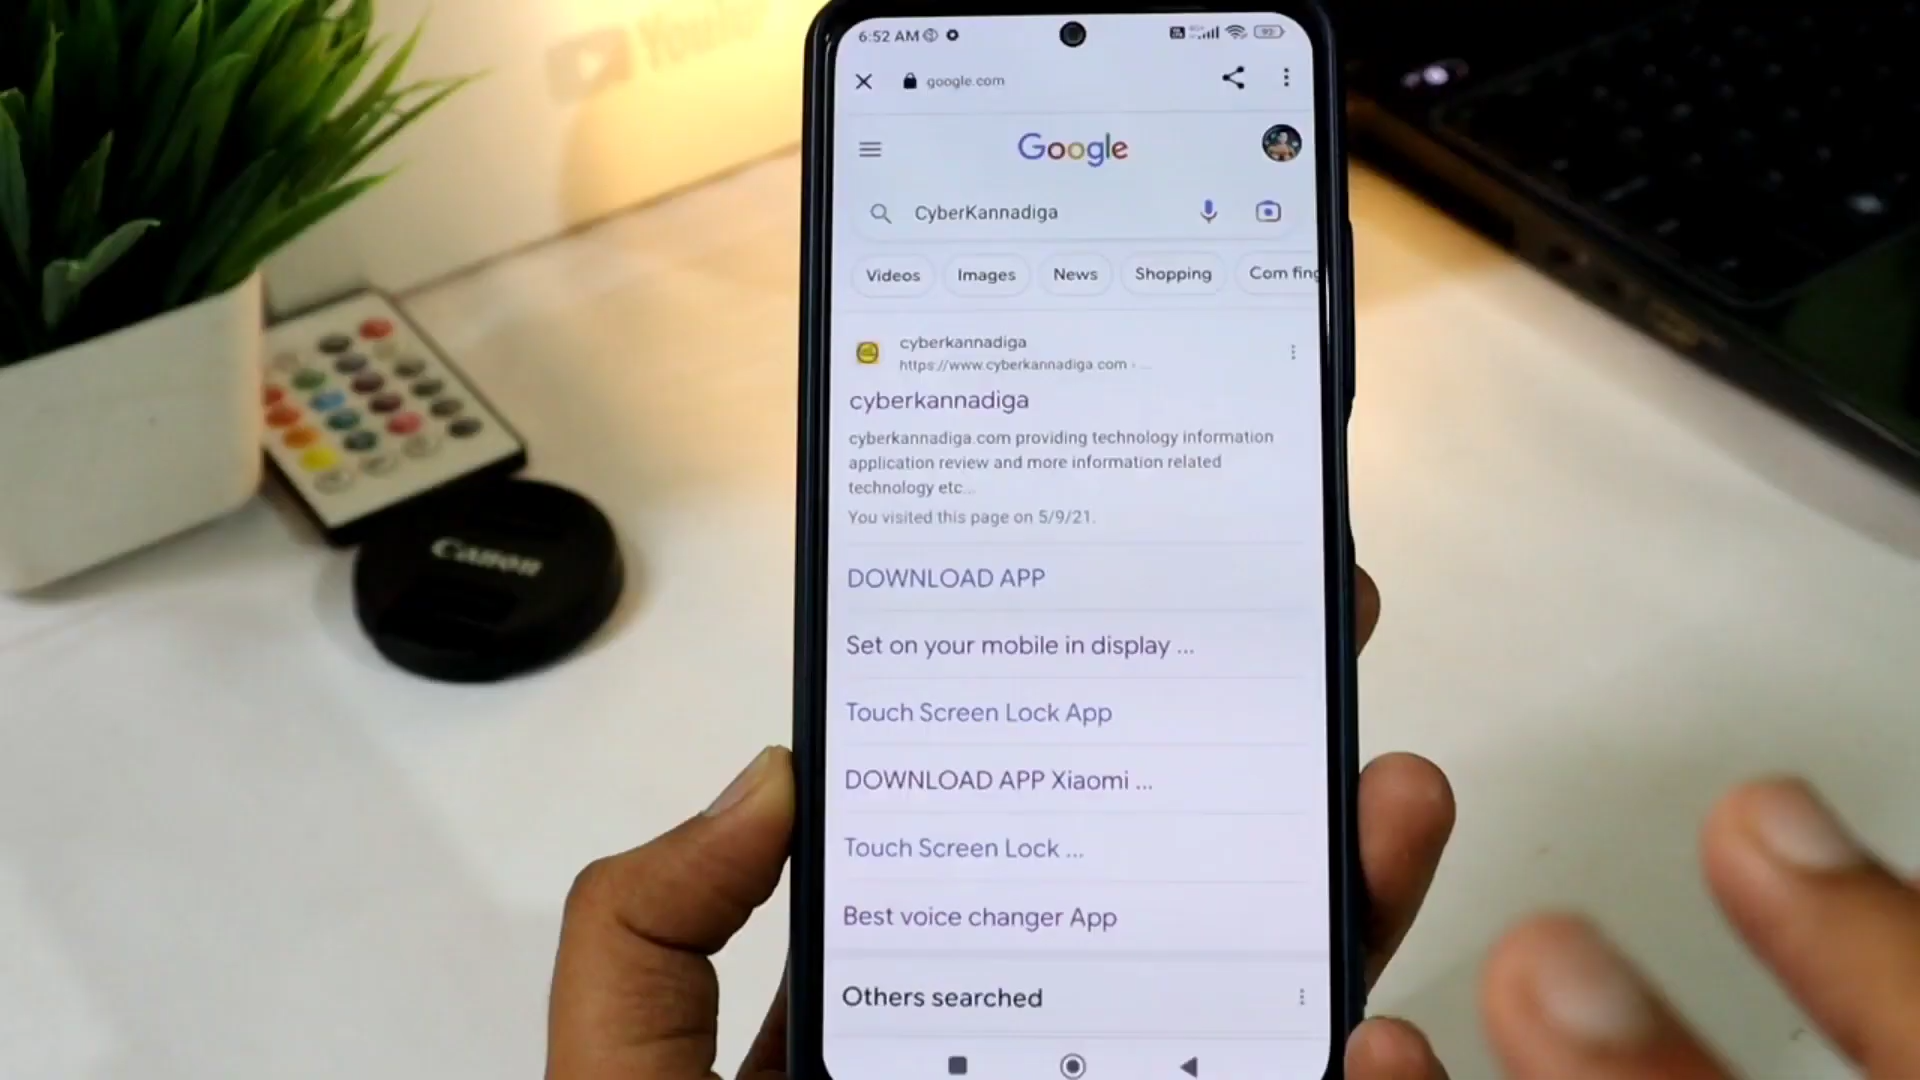 YouTube
6:52 AM
92
google.com
Google
CyberKannadiga
Videos
Images
News
Shopping
Com fing
cyberkannadiga
https://www.cyberkannadiga.com › ...
cyberkannadiga
cyberkannadiga.com providing technology information
application review and more information related
technology etc...
You visited this page on 5/9/21.
DOWNLOAD APP
Set on your mobile in display ...
Touch Screen Lock App
DOWNLOAD APP Xiaomi ...
Touch Screen Lock ...
Best voice changer App
Others searched
Canon